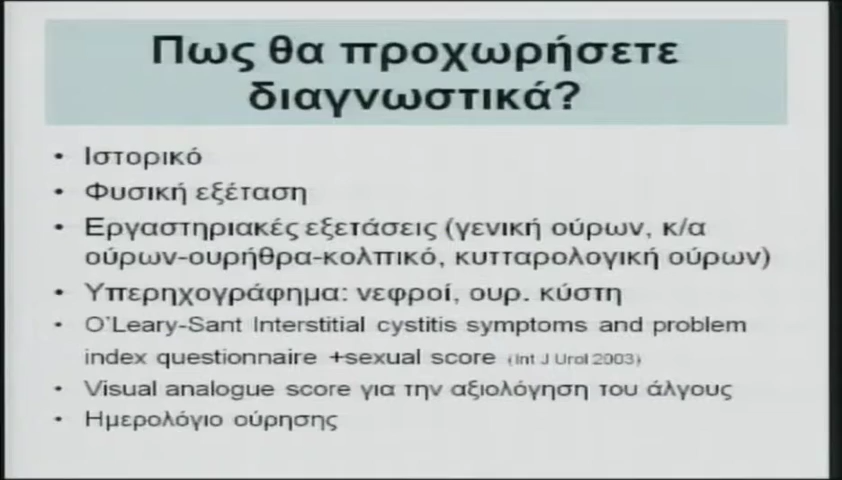 Πως θα προχωρήσετε
διαγνωστικά?
• Ιστορικό
• Φυσική εξέταση
• Εργαστηριακές εξετάσεις (γενική ούρων, κ/α
ούρων-ουρήθρα-κολπικό, κυτταρολογική ούρων)
• Υπερηχογράφημα: νεφροί, ουρ. κύστη
• O'Leary-Sant Interstitial cystitis symptoms and problem
index questionnaire +sexual score (Int J Urol 2003)
• Visual analogue score για την αξιολόγηση του άλγους
• Ημερολόγιο ούρησης